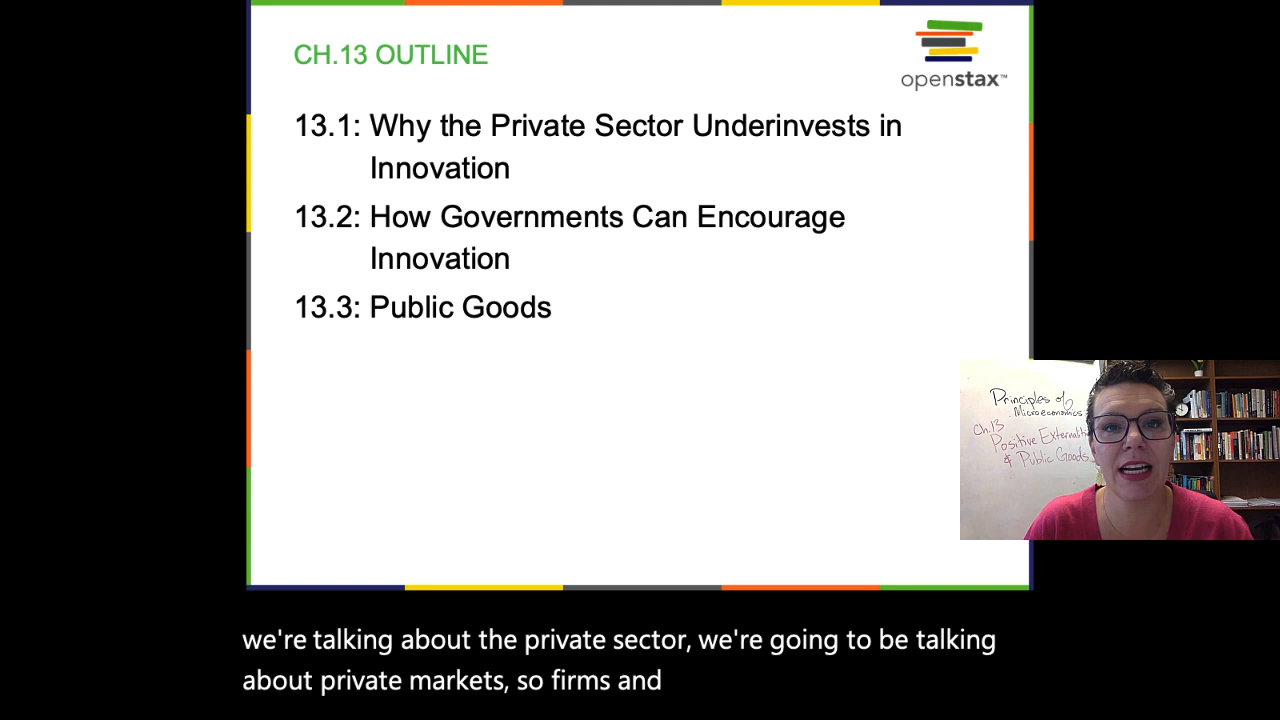 CH.13 OUTLINE
openstax™
13.1: Why the Private Sector Underinvests in
Innovation
13.2: How Governments Can Encourage
Innovation
13.3: Public Goods
Principles of
Microeconomics
Ch.13
Positive Externaliti
& Public Goods
we're talking about the private sector, we're going to be talking
about private markets, so firms and